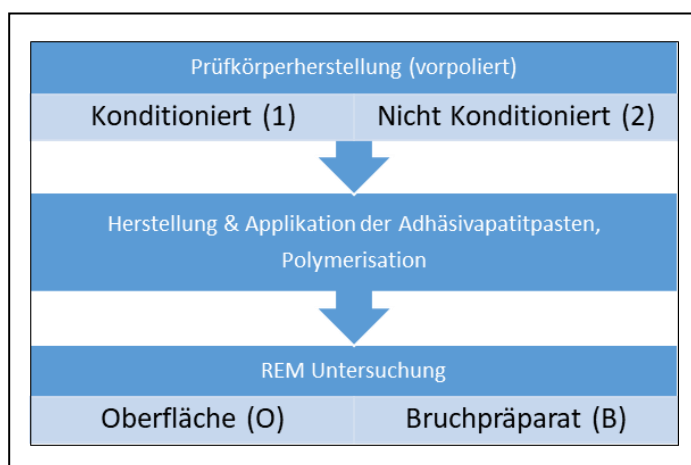 Prüfkörperherstellung (vorpoliert)
Konditioniert (1) Nicht Konditioniert (2)
Herstellung & Applikation der Adhäsivapatitpasten,
Polymerisation
REM Untersuchung
Oberfläche (O) Bruchpräparat (B)